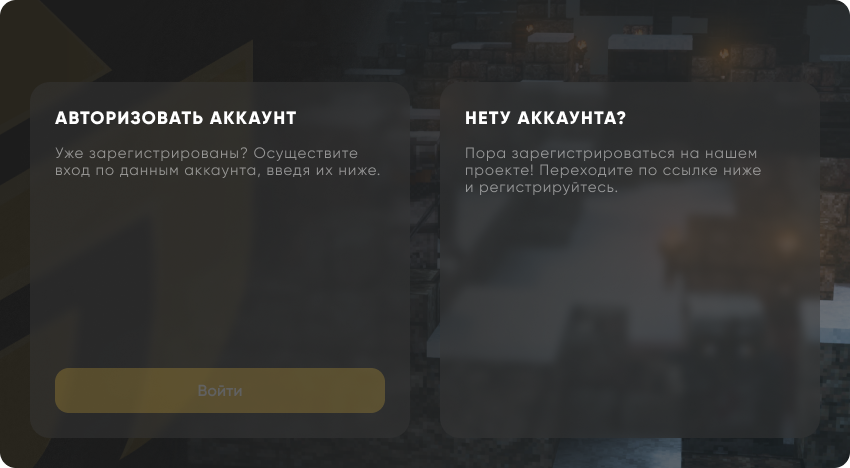 АВТОРИЗОВАТЬ АККАУНТ
Уже зарегистрированы? Осуществите
вход по данным аккаунта, введя их ниже.
Войти
НЕТУ АККАУНТА?
Пора зарегистрироваться на нашем
проекте! Переходите по ссылке ниже
и регистрируйтесь.